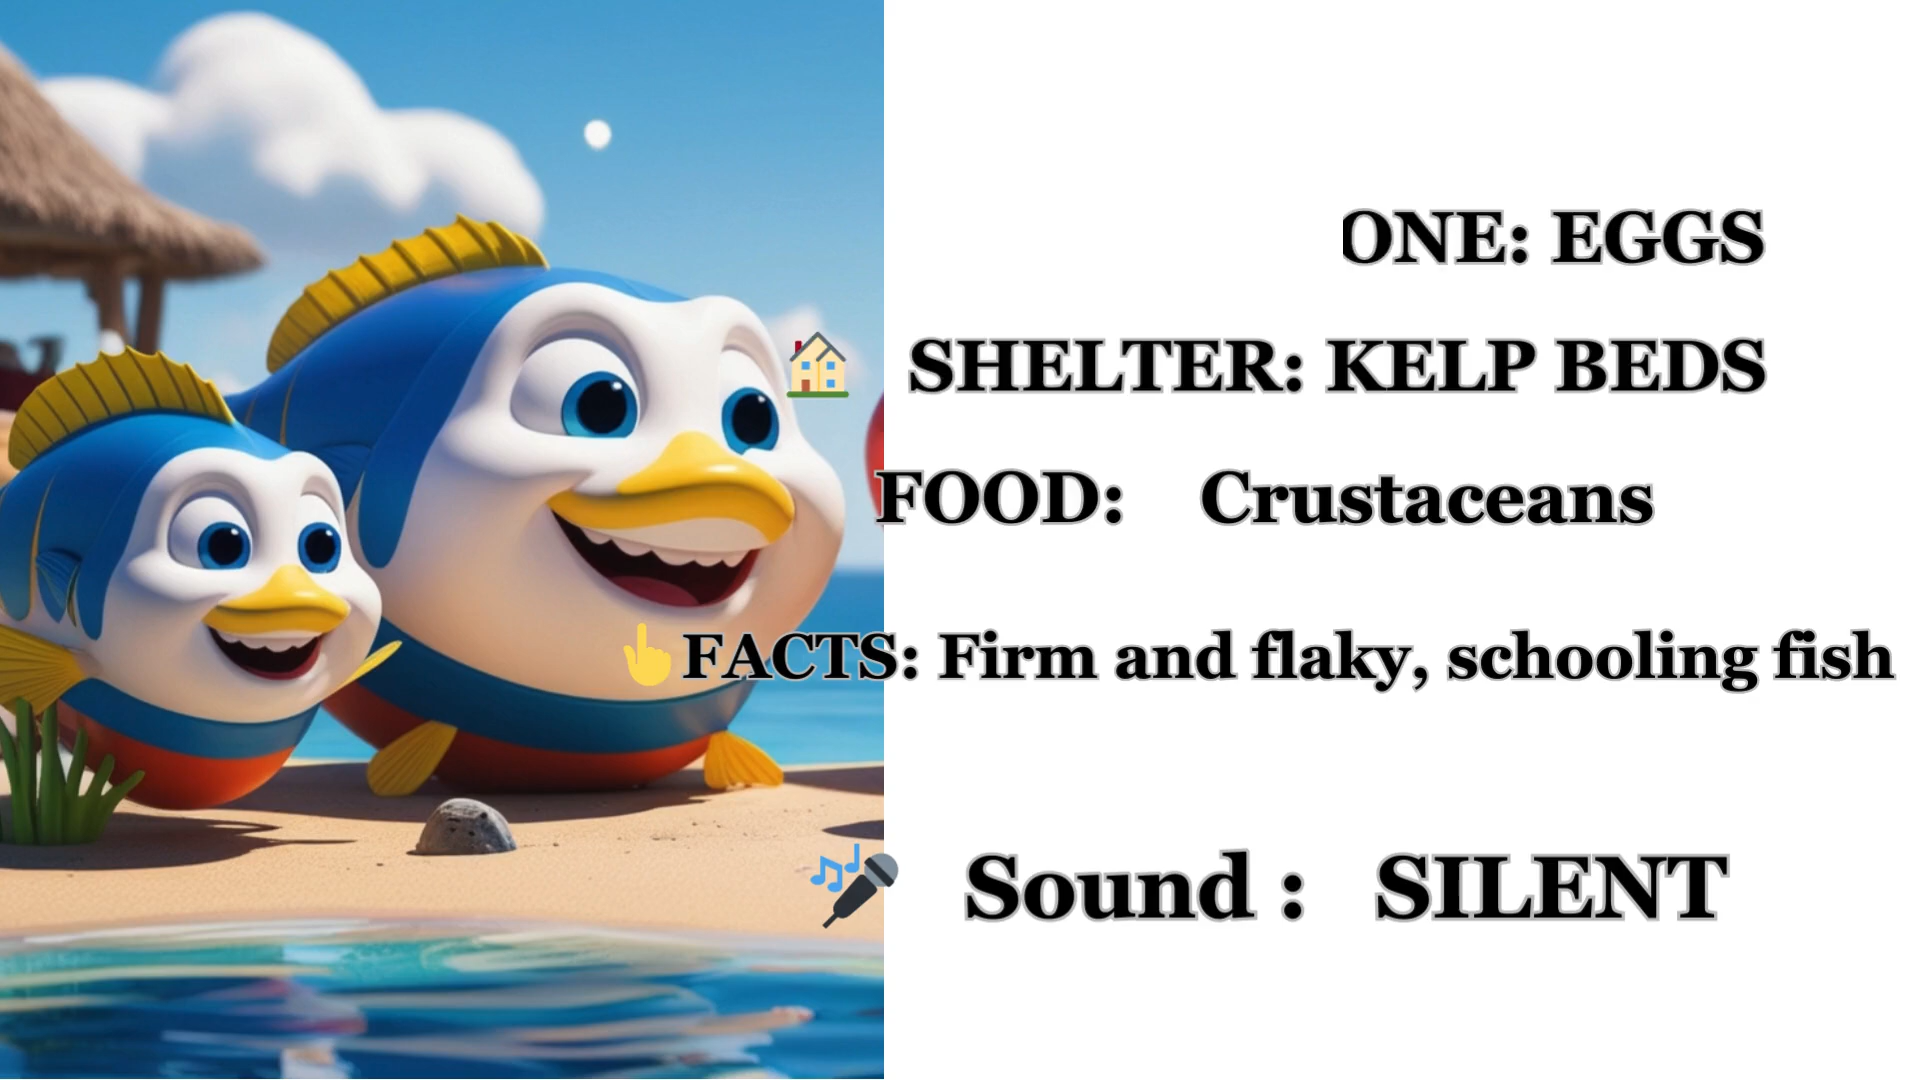 ONE: EGGS
SHELTER: KELP BEDS
FOOD: Crustaceans
FACTS: Firm and flaky, schooling fish
Sound : SILENT